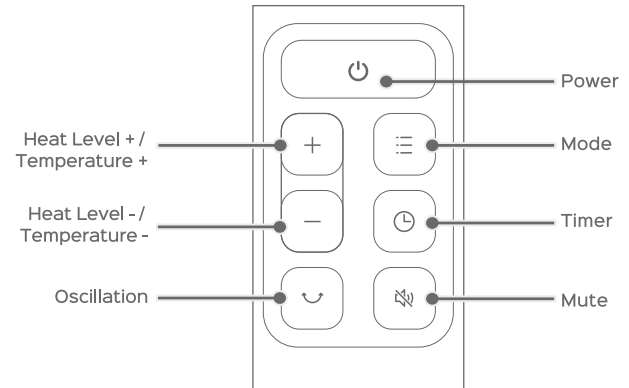 Power
Heat Level + /
Temperature +
Mode
Heat Level - /
Temperature -
Timer
Oscillation
Mute